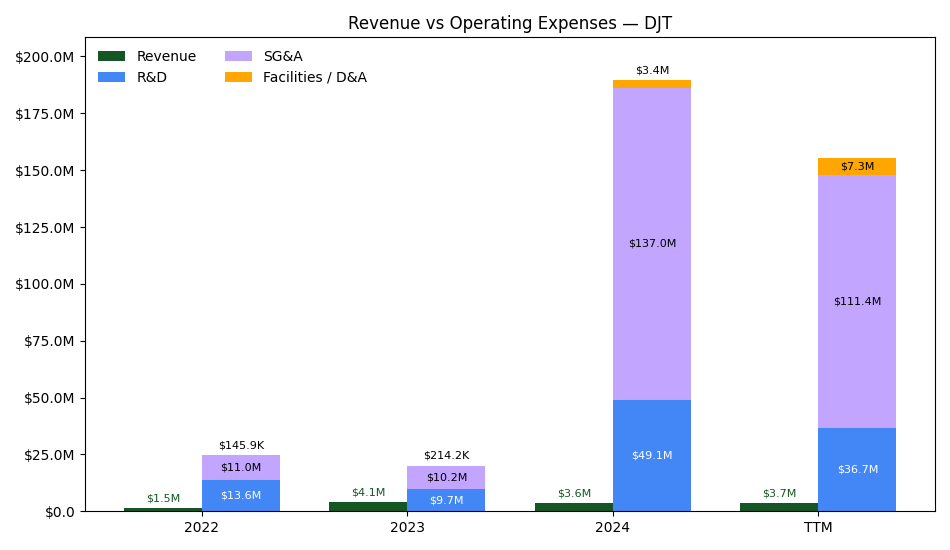 Revenue vs Operating Expenses — DJT
$200.0M
$175.0M
$150.0M
$125.0M
$100.0M
$75.0M
$50.0M
$25.0M
$0.0
Revenue
R&D
SG&A
Facilities / D&A
$1.5M
$145.9K
$11.0M
$13.6M
$4.1M
$214.2K
$10.2M
$9.7M
$3.6M
$3.4M
$137.0M
$49.1M
$3.7M
$7.3M
$111.4M
$36.7M
2022
2023
2024
TTM